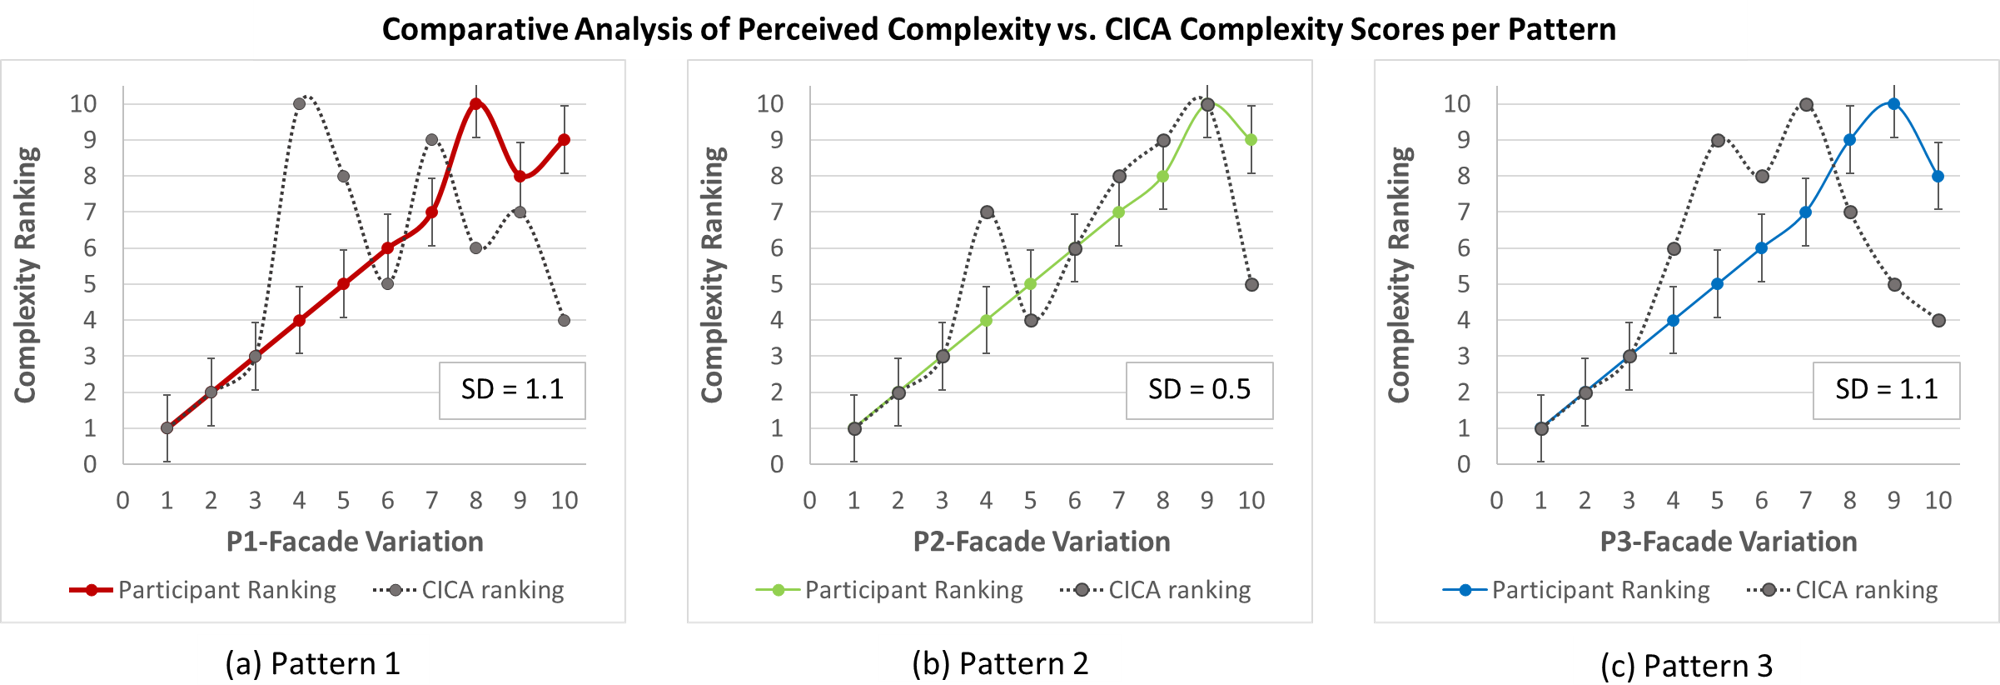 Comparative Analysis of Perceived Complexity vs. CICA Complexity Scores per Pattern
Complexity Ranking
10
9
8
7
6
5
4
3
2
1
0
SD = 1.1
0 1 2 3 4 5 6 7 8 9 10
P1-Facade Variation
Participant Ranking CICA ranking
(a) Pattern 1
Complexity Ranking
10
9
8
7
6
5
4
3
2
1
0
SD = 0.5
0 1 2 3 4 5 6 7 8 9 10
P2-Facade Variation
Participant Ranking CICA ranking
(b) Pattern 2
Complexity Ranking
10
9
8
7
6
5
4
3
2
1
0
SD = 1.1
0 1 2 3 4 5 6 7 8 9 10
P3-Facade Variation
Participant Ranking CICA ranking
(c) Pattern 3